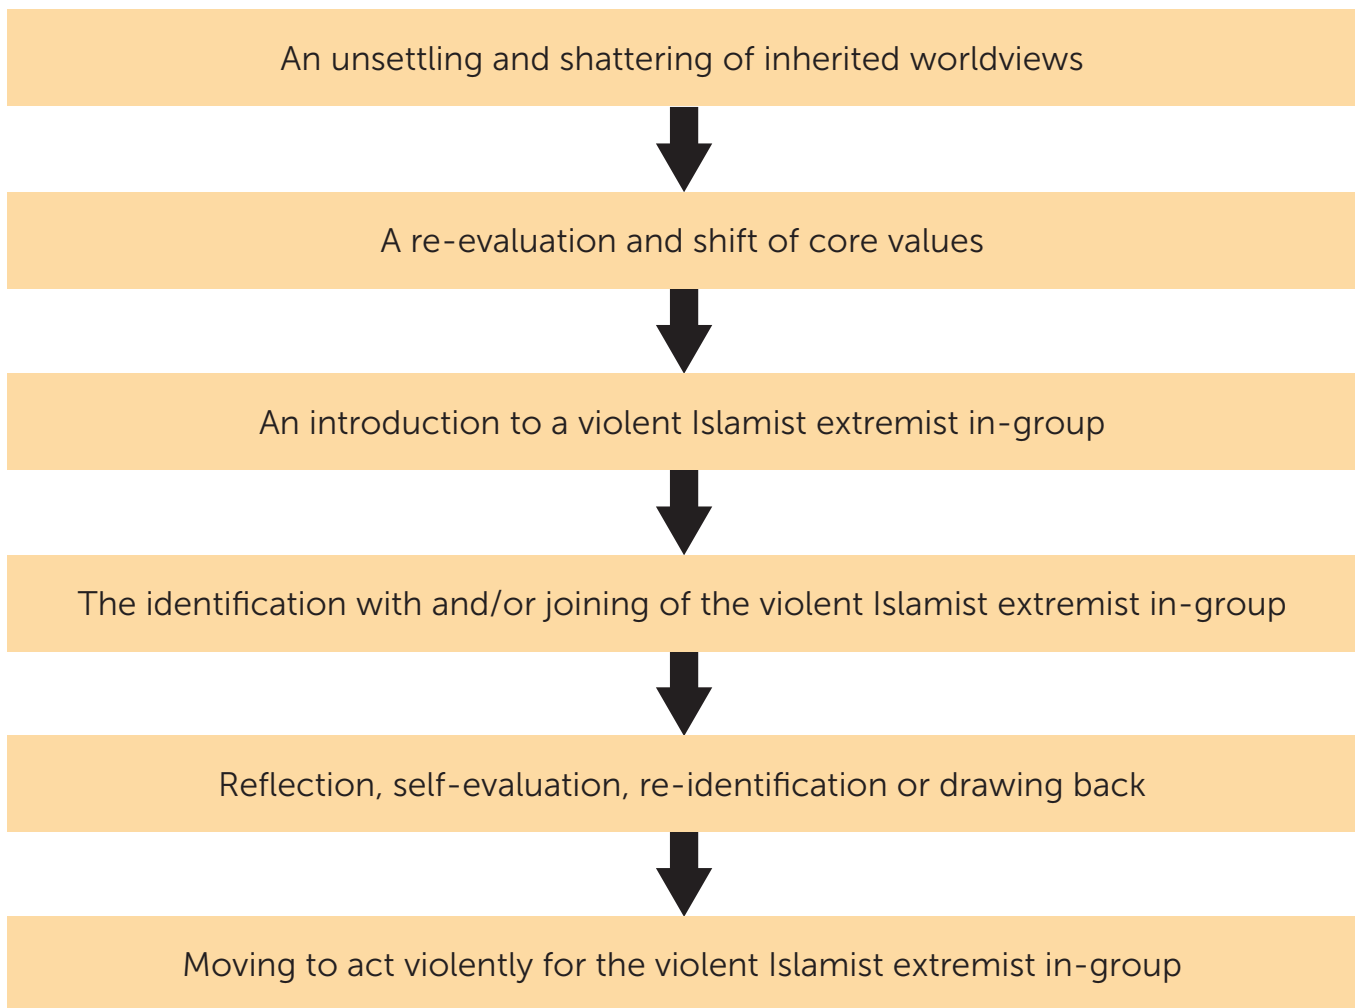 An unsettling and shattering of inherited worldviews
A re-evaluation and shift of core values
An introduction to a violent Islamist extremist in-group
The identification with and/or joining of the violent Islamist extremist in-group
Reflection, self-evaluation, re-identification or drawing back
Moving to act violently for the violent Islamist extremist in-group